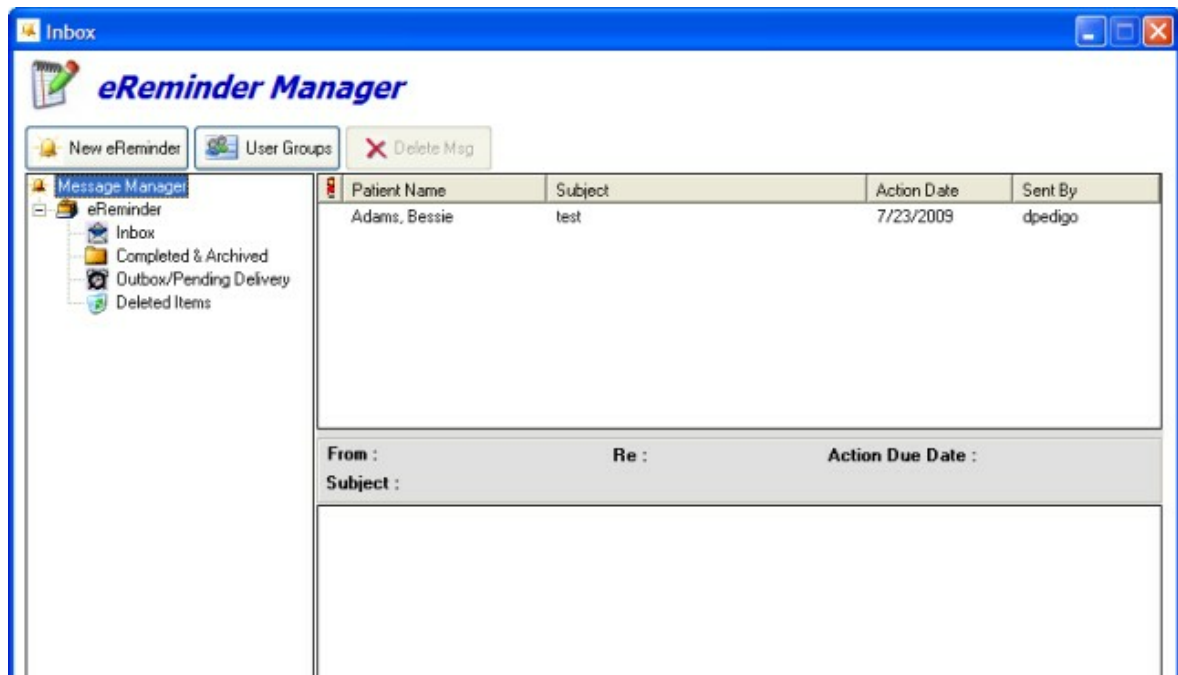 Inbox
eReminder Manager
New eReminder User Groups Delete Msg
Message Manager
eReminder
Inbox
Completed & Archived
Outbox/Pending Delivery
Deleted Items
Patient Name Subject Action Date Sent By
Adams, Bessie test 7/23/2009 dpedigo
From : Re : Action Due Date :
Subject :